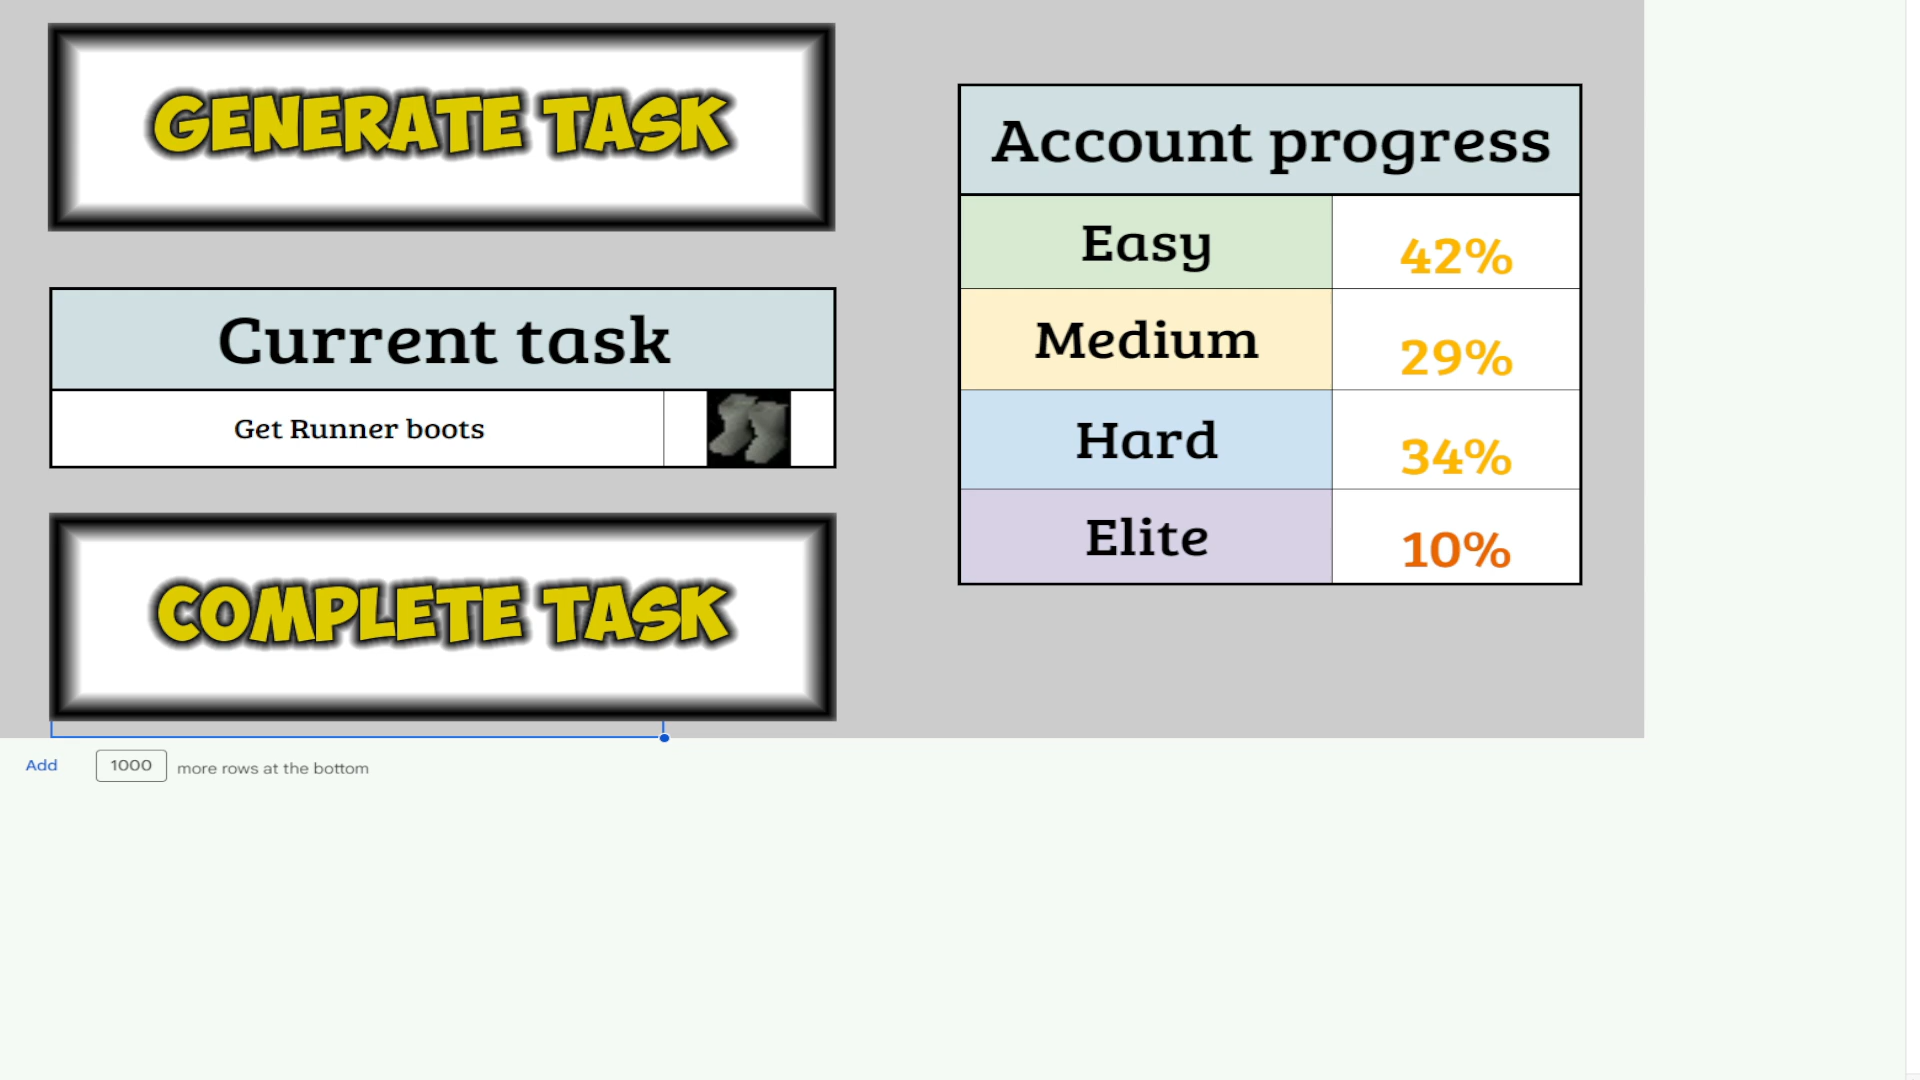 GENERATE TASK
Current task
Get Runner boots
COMPLETE TASK
Account progress
Easy 42%
Medium 29%
Hard 34%
Elite 10%
Add 1000 more rows at the bottom